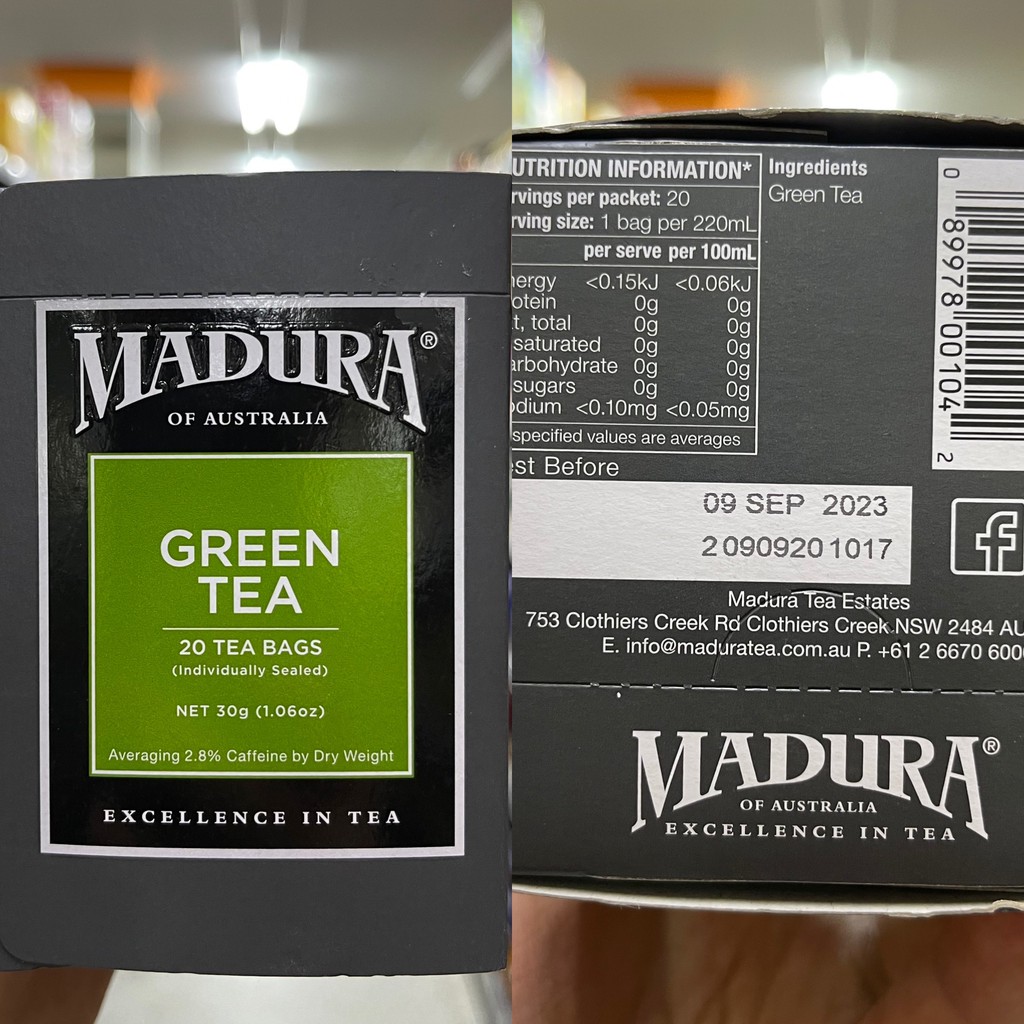 MADURA®
OF AUSTRALIA
GREEN
TEA
20 TEA BAGS
(Individually Sealed)
NET 30g (1.06oz)
Averaging 2.8% Caffeine by Dry Weight
EXCELLENCE IN TEA
UTRITION INFORMATION*
rvings per packet: 20
rving size: 1 bag per 220mL
per serve per 100mL
ergy <0.15kJ <0.06kJ
otein 0g 0g
t, total 0g 0g
saturated 0g 0g
arbohydrate 0g 0g
sugars 0g 0g
odium <0.10mg <0.05mg
specified values are averages
Ingredients
Green Tea
0 89978 00104 2
st Before
09 SEP 2023
20909201017
Madura Tea Estates
753 Clothiers Creek Rd Clothiers Creek NSW 2484 AU
E. info@maduratea.com.au P. +61 2 6670 600
MADURA®
OF AUSTRALIA
EXCELLENCE IN TEA